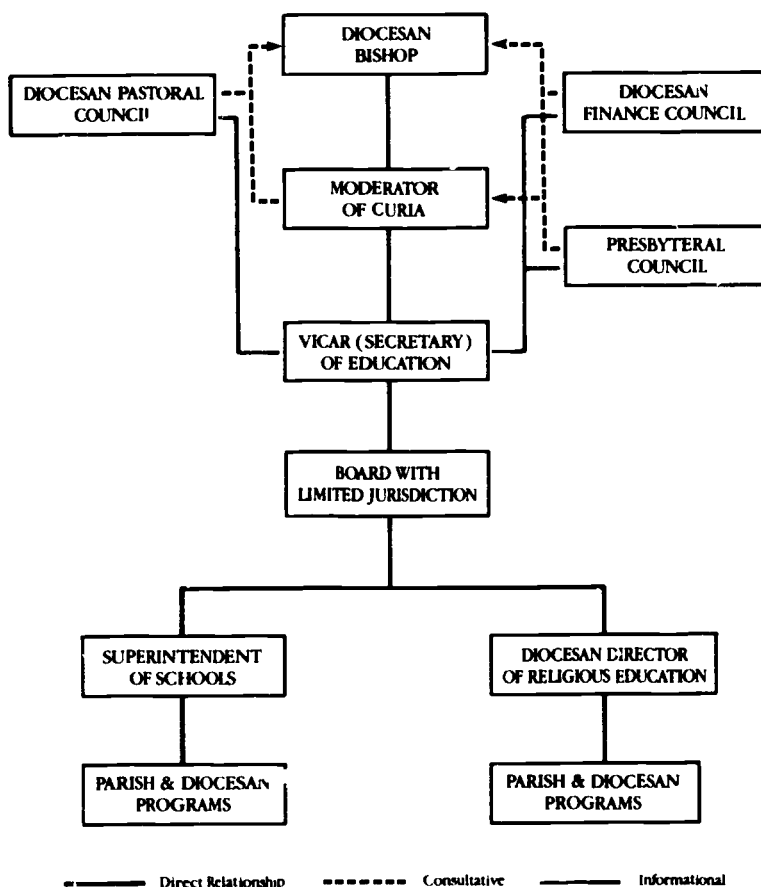 DIOCESAN
BISHOP
DIOCESAN PASTORAL
COUNCIL
DIOCESAN
FINANCE COUNCIL
MODERATOR
OF CURIA
PRESBYTERAL
COUNCIL
VICAR (SECRETARY)
OF EDUCATION
BOARD WITH
LIMITED JURISDICTION
SUPERINTENDENT
OF SCHOOLS
DIOCESAN DIRECTOR
OF RELIGIOUS EDUCATION
PARISH & DIOCESAN
PROGRAMS
PARISH & DIOCESAN
PROGRAMS
Direct Relationship Consultative Informational